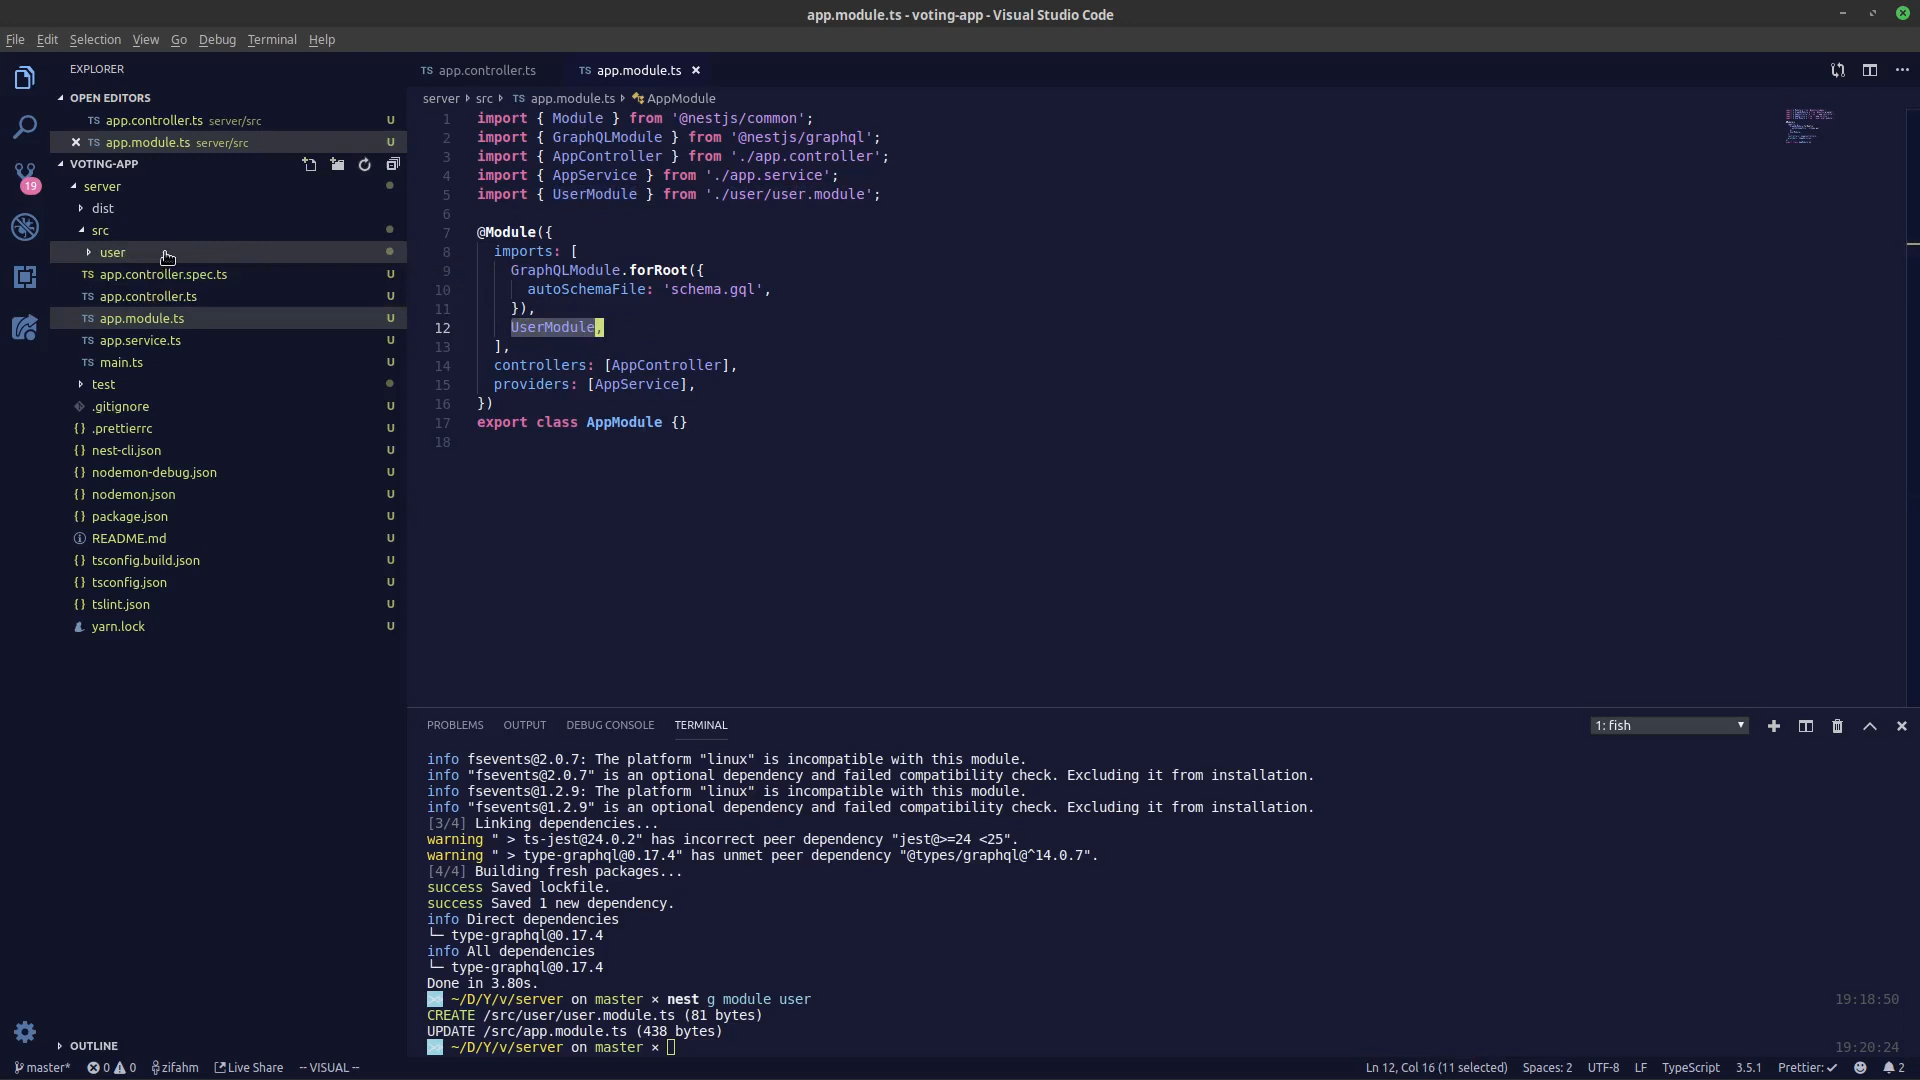 app.module.ts - voting-app - Visual Studio Code
File Edit Selection View Go Debug Terminal Help
EXPLORER
OPEN EDITORS
TS app.controller.ts server/src U
TS app.module.ts server/src U
VOTING-APP
server
dist
src
user
TS app.controller.spec.ts U
TS app.controller.ts U
TS app.module.ts U
TS app.service.ts U
TS main.ts U
test
.gitignore U
{} .prettierrc U
{} nest-cli.json U
{} nodemon-debug.json U
{} nodemon.json U
{} package.json U
README.md U
{} tsconfig.build.json U
{} tsconfig.json U
{} tslint.json U
yarn.lock U
OUTLINE
19
TS app.controller.ts TS app.module.ts
server src TS app.module.ts AppModule
1 import { Module } from '@nestjs/common';
2 import { GraphQLModule } from '@nestjs/graphql';
3 import { AppController } from './app.controller';
4 import { AppService } from './app.service';
5 import { UserModule } from './user/user.module';
6
7 @Module({
8 imports: [
9 GraphQLModule.forRoot({
10 autoSchemaFile: 'schema.gql',
11 }),
12 UserModule,
13 ],
14 controllers: [AppController],
15 providers: [AppService],
16 })
17 export class AppModule {}
18
PROBLEMS OUTPUT DEBUG CONSOLE TERMINAL 1: fish
info fsevents@2.0.7: The platform "linux" is incompatible with this module.
info "fsevents@2.0.7" is an optional dependency and failed compatibility check. Excluding it from installation.
info fsevents@1.2.9: The platform "linux" is incompatible with this module.
info "fsevents@1.2.9" is an optional dependency and failed compatibility check. Excluding it from installation.
[3/4] Linking dependencies...
warning " > ts-jest@24.0.2" has incorrect peer dependency "jest@>=24 <25".
warning " > type-graphql@0.17.4" has unmet peer dependency "@types/graphql@^14.0.7".
[4/4] Building fresh packages...
success Saved lockfile.
success Saved 1 new dependency.
info Direct dependencies
└─ type-graphql@0.17.4
info All dependencies
└─ type-graphql@0.17.4
Done in 3.80s.
>> ~/D/Y/v/server on master × nest g module user 19:18:50
CREATE /src/user/user.module.ts (81 bytes)
UPDATE /src/app.module.ts (438 bytes)
>> ~/D/Y/v/server on master × 19:20:24
master* 0 0 zifahm Live Share -- VISUAL -- Ln 12, Col 16 (11 selected) Spaces: 2 UTF-8 LF TypeScript 3.5.1 Prettier: ✓ 2